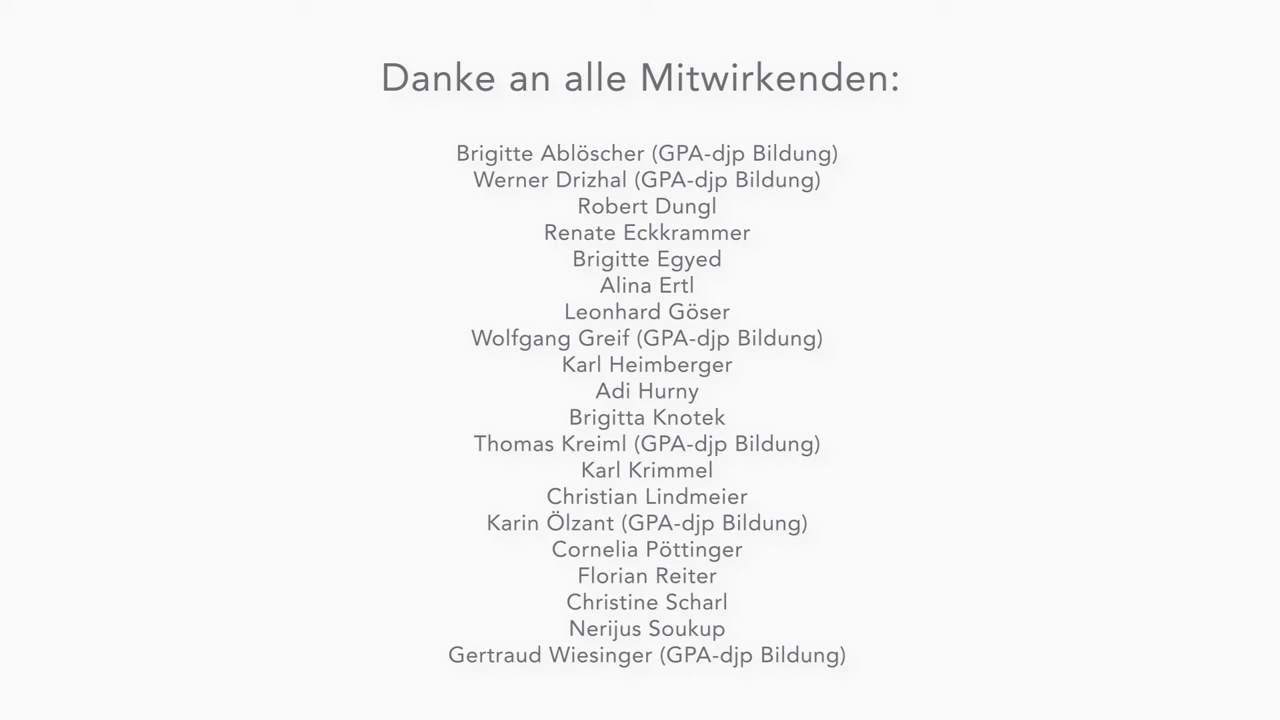 Danke an alle Mitwirkenden:
Brigitte Ablöscher (GPA-djp Bildung)
Werner Drizhal (GPA-djp Bildung)
Robert Dungl
Renate Eckkrammer
Brigitte Egyed
Alina Ertl
Leonhard Göser
Wolfgang Greif (GPA-djp Bildung)
Karl Heimberger
Adi Hurny
Brigitta Knotek
Thomas Kreiml (GPA-djp Bildung)
Karl Krimmel
Christian Lindmeier
Karin Ölzant (GPA-djp Bildung)
Cornelia Pöttinger
Florian Reiter
Christine Scharl
Nerijus Soukup
Gertraud Wiesinger (GPA-djp Bildung)